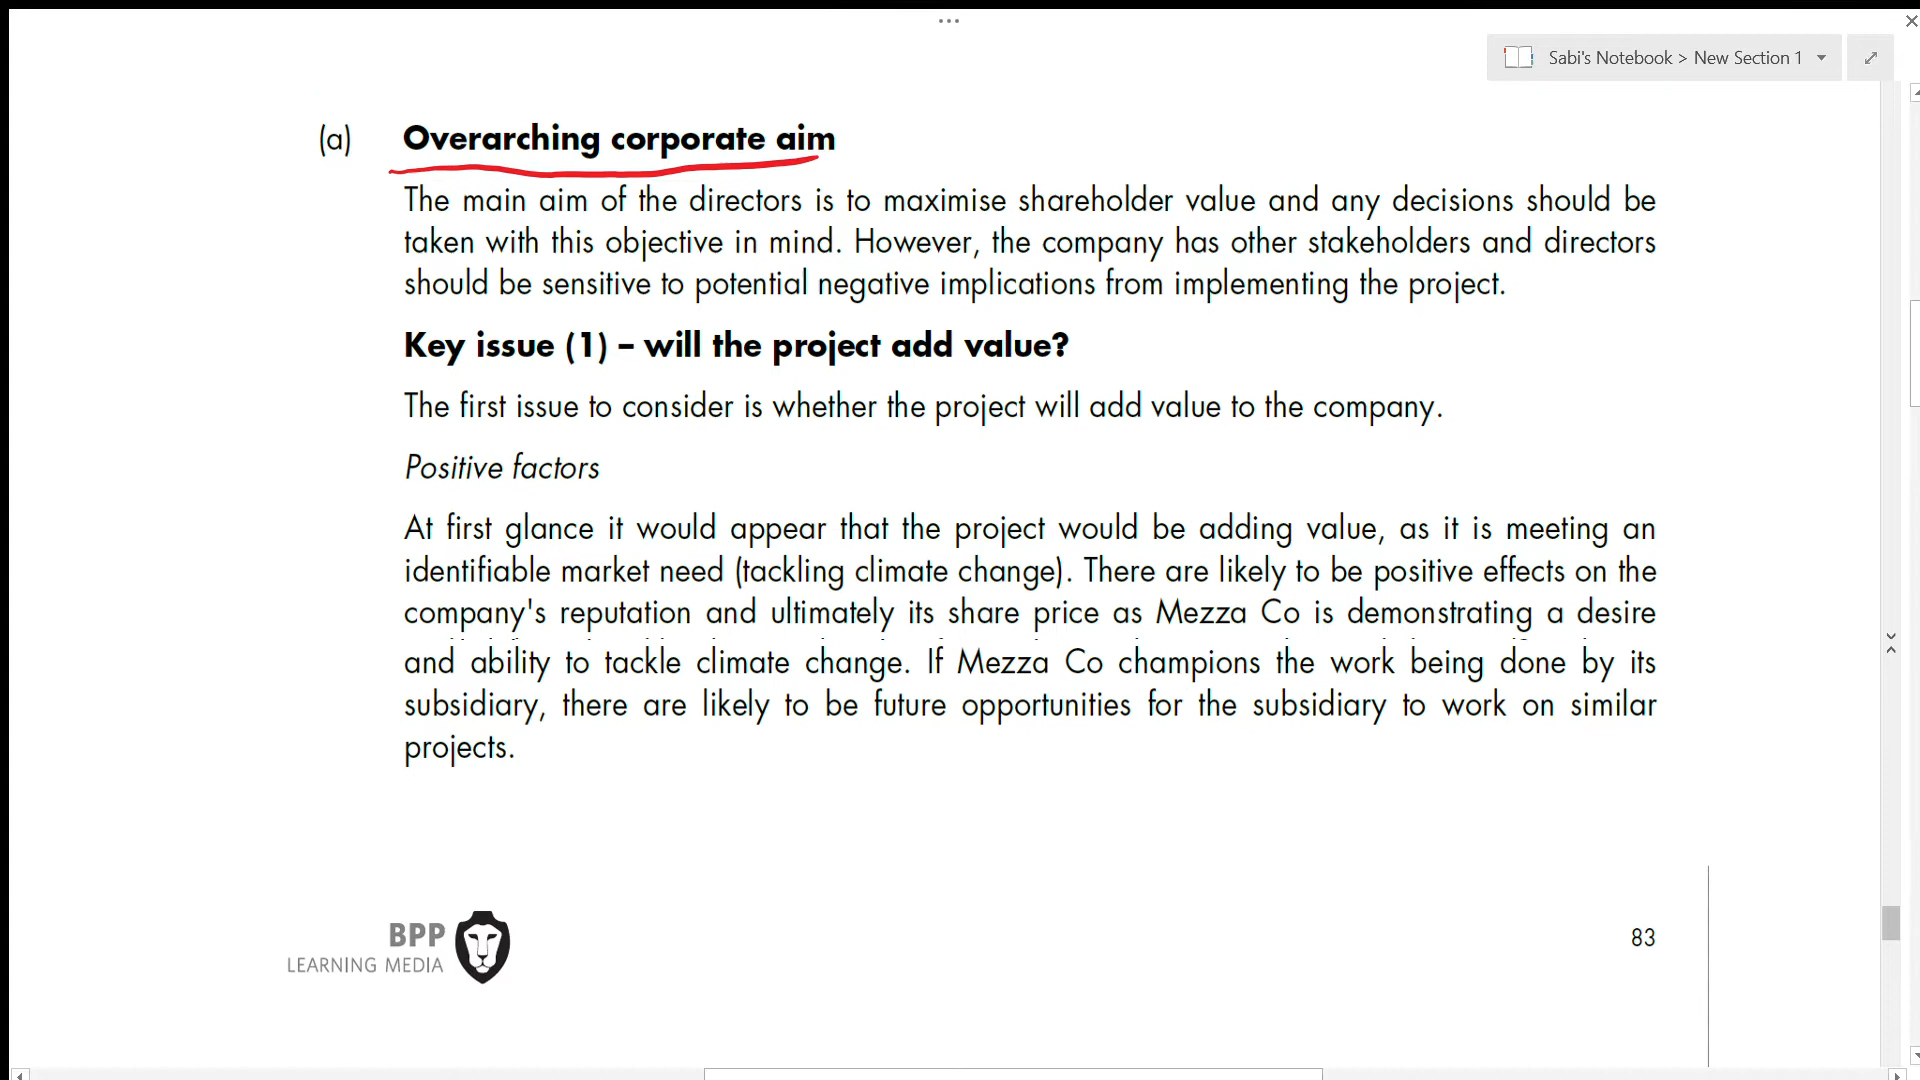 Sabi's Notebook > New Section 1
(a) Overarching corporate aim
The main aim of the directors is to maximise shareholder value and any decisions should be
taken with this objective in mind. However, the company has other stakeholders and directors
should be sensitive to potential negative implications from implementing the project.
Key issue (1) – will the project add value?
The first issue to consider is whether the project will add value to the company.
Positive factors
At first glance it would appear that the project would be adding value, as it is meeting an
identifiable market need (tackling climate change). There are likely to be positive effects on the
company's reputation and ultimately its share price as Mezza Co is demonstrating a desire
and ability to tackle climate change. If Mezza Co champions the work being done by its
subsidiary, there are likely to be future opportunities for the subsidiary to work on similar
projects.
BPP
LEARNING MEDIA
83